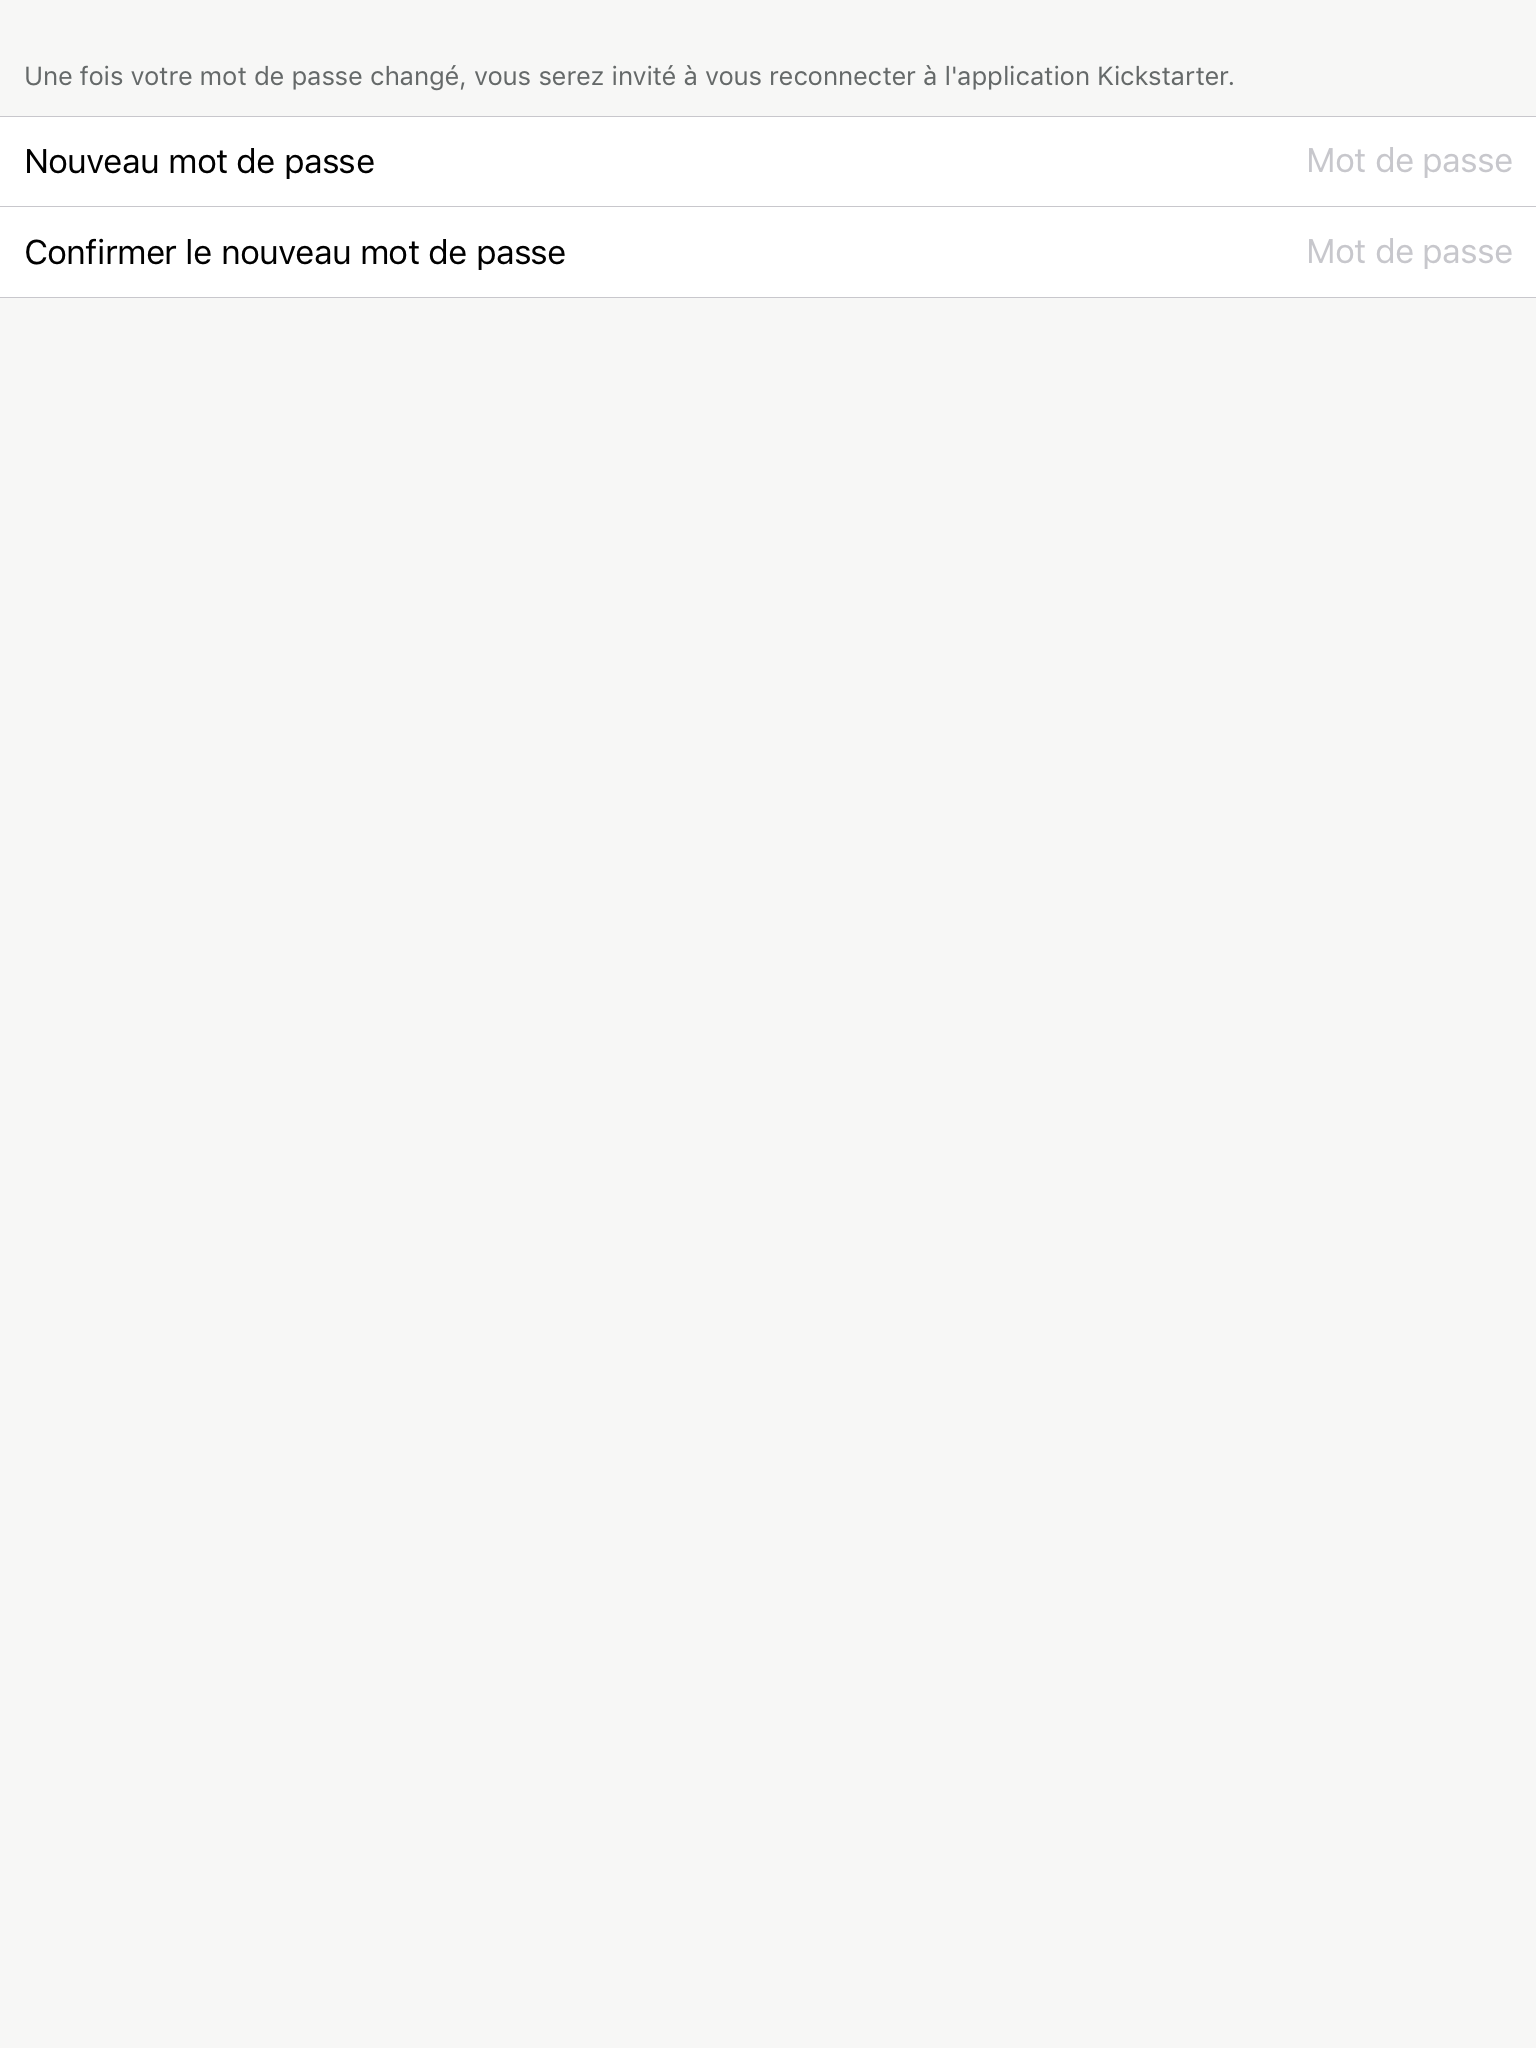 Une fois votre mot de passe changé, vous serez invité à vous reconnecter à l'application Kickstarter.
Nouveau mot de passe Mot de passe
Confirmer le nouveau mot de passe Mot de passe